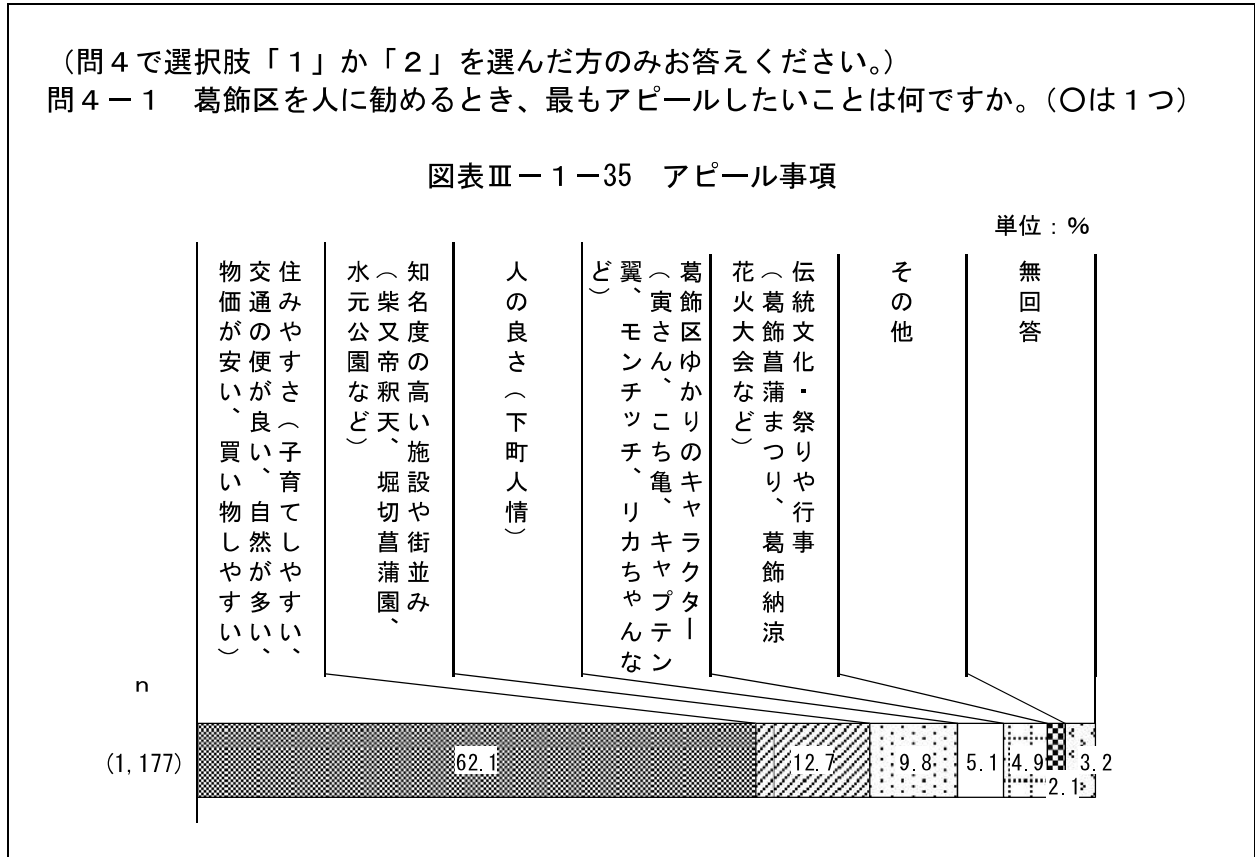 （問４で選択肢「１」か「２」を選んだ方のみお答えください。）
問４－１　葛飾区を人に勧めるとき、最もアピールしたいことは何ですか。（○は１つ）
図表Ⅲ－１－35　アピール事項
単位：％
住みやすさ（子育てしやすい、
交通の便が良い、自然が多い、
物価が安い、買い物しやすい）
知名度の高い施設や街並み
（柴又帝釈天、堀切菖蒲園、
水元公園など）
人の良さ（下町人情）
葛飾区ゆかりのキャラクター
（寅さん、こち亀、キャプテン
翼、モンチッチ、リカちゃんな
ど）
伝統文化・祭りや行事
（葛飾菖蒲まつり、葛飾納涼
花火大会など）
その他
無回答
n
(1,177)
62.1
12.7
9.8
5.1
4.9
2.1
3.2